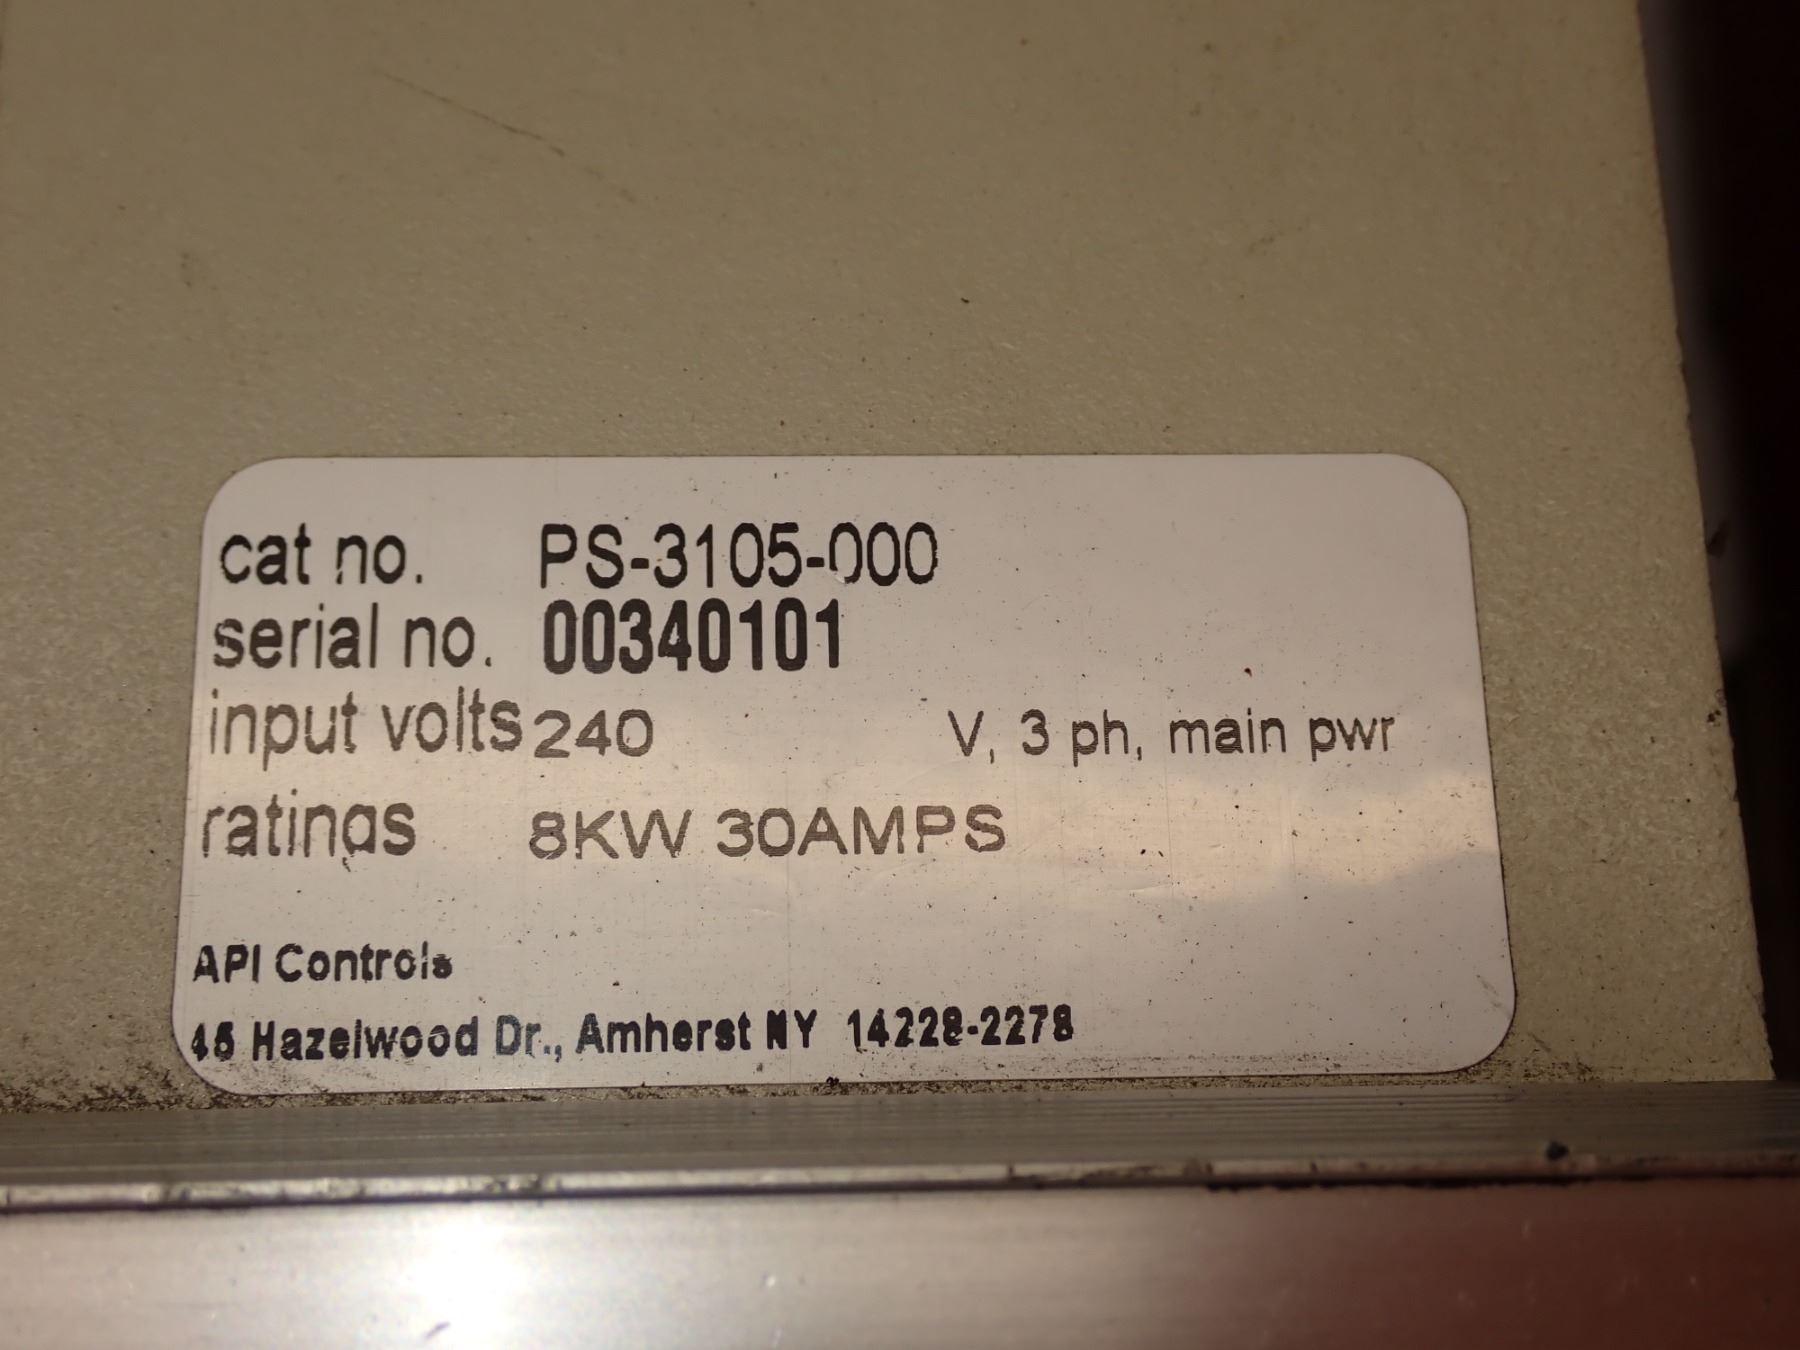 cat no. PS-3105-000
serial no. 00340101
input volts 240 V, 3 ph, main pwr
ratings 8KW 30AMPS
API Controls
45 Hazelwood Dr., Amherst NY 14228-2278